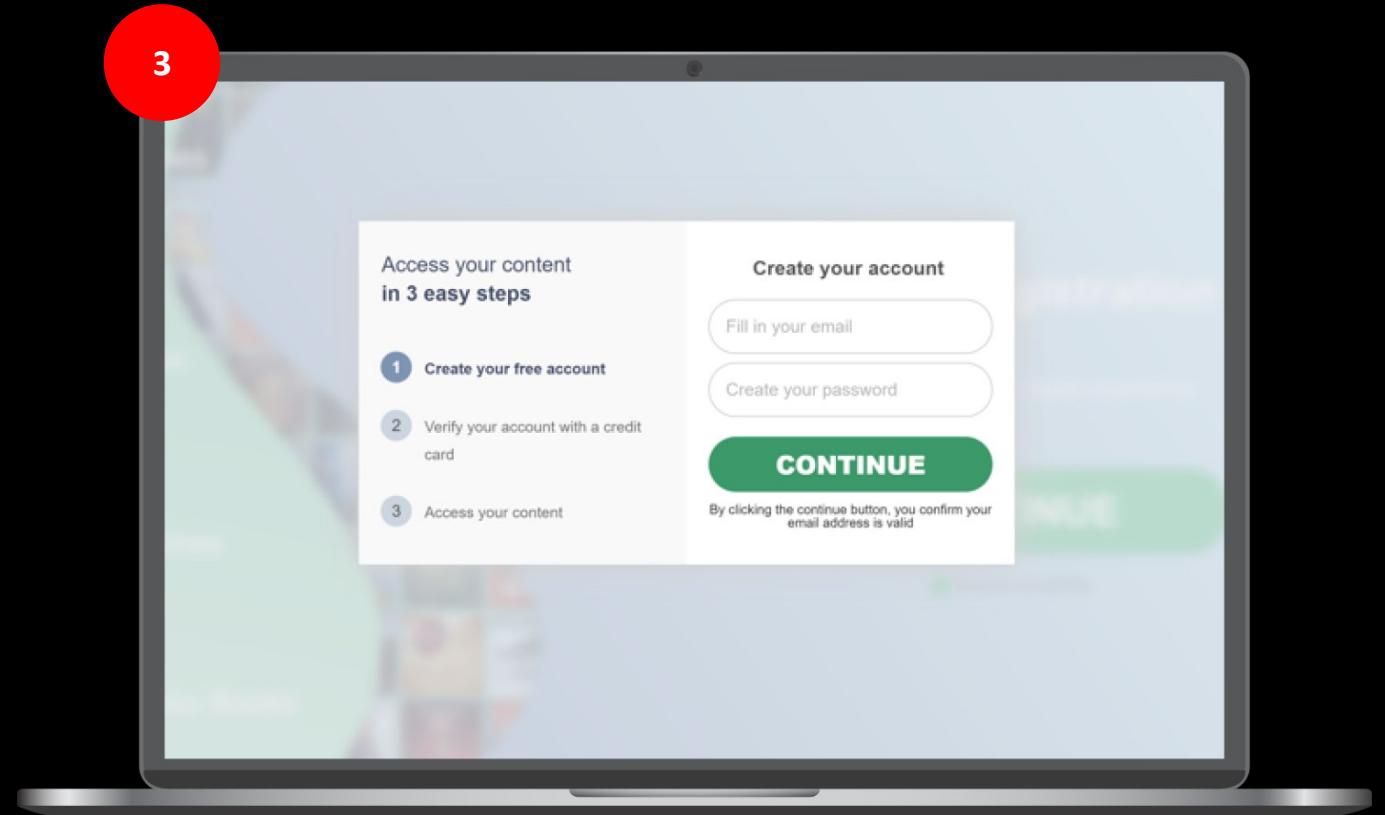 3
Access your content
in 3 easy steps
1 Create your free account
2 Verify your account with a credit
card
3 Access your content
Create your account
Fill in your email
Create your password
CONTINUE
By clicking the continue button, you confirm your
email address is valid